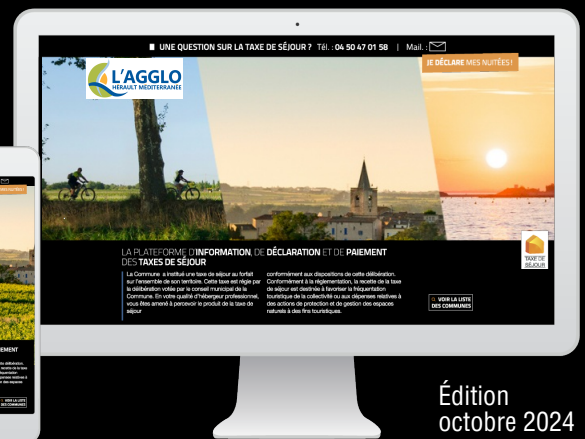 UNE QUESTION SUR LA TAXE DE SÉJOUR ? Tél. : 04 50 47 01 58 | Mail. :
JE DÉCLARE MES NUITÉES !
L'AGGLO
HÉRAULT MÉDITERRANÉE
LA PLATEFORME D'INFORMATION, DE DÉCLARATION ET DE PAIEMENT
DES TAXES DE SÉJOUR
La Commune a institué une taxe de séjour au forfait
sur l'ensemble de son territoire. Cette taxe est régie par
la délibération votée par le conseil municipal de la
Commune. En votre qualité d'hébergeur professionnel,
vous êtes amené à percevoir le produit de la taxe de
séjour
conformément aux dispositions de cette délibération.
Conformément à la réglementation, la recette de la taxe
de séjour est destinée à favoriser la fréquentation
touristique de la collectivité ou aux dépenses relatives à
des actions de protection et de gestion des espaces
naturels à des fins touristiques.
TAXE DE
SÉJOUR
VOIR LA LISTE
DES COMMUNES
Édition
octobre 2024